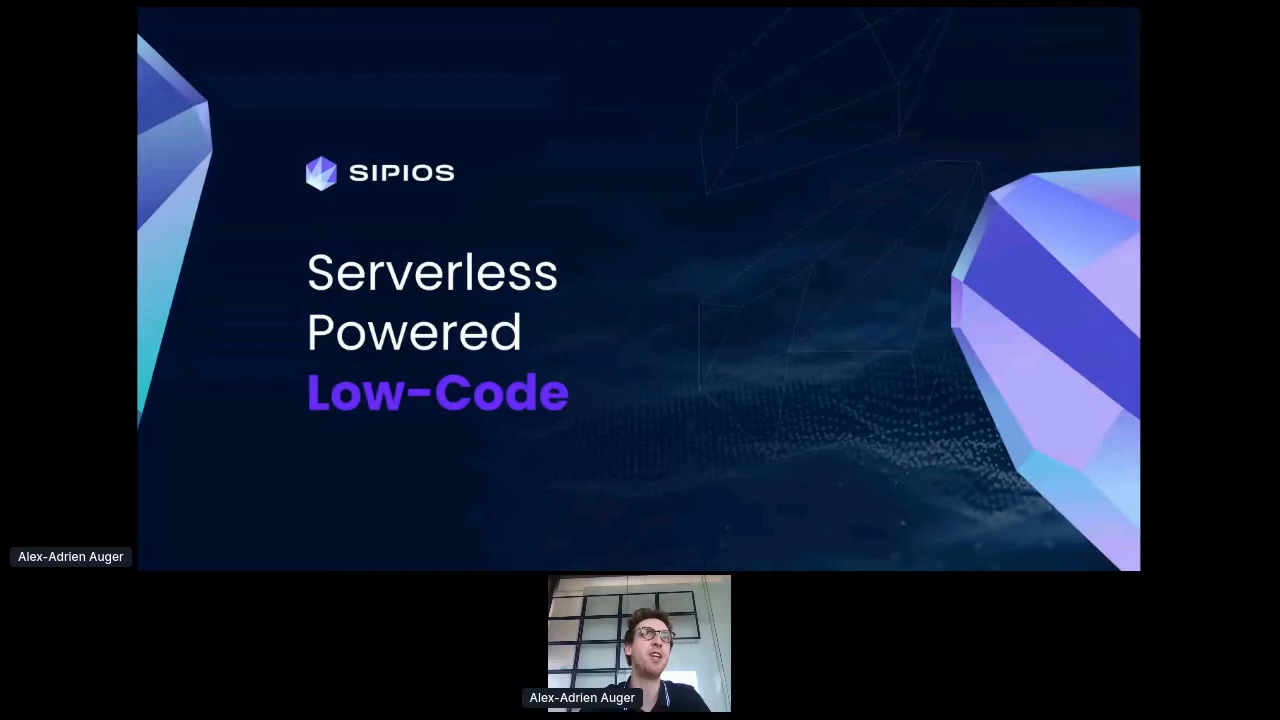 SIPIOS
Serverless
Powered
Low-Code
Alex-Adrien Auger
Alex-Adrien Auger